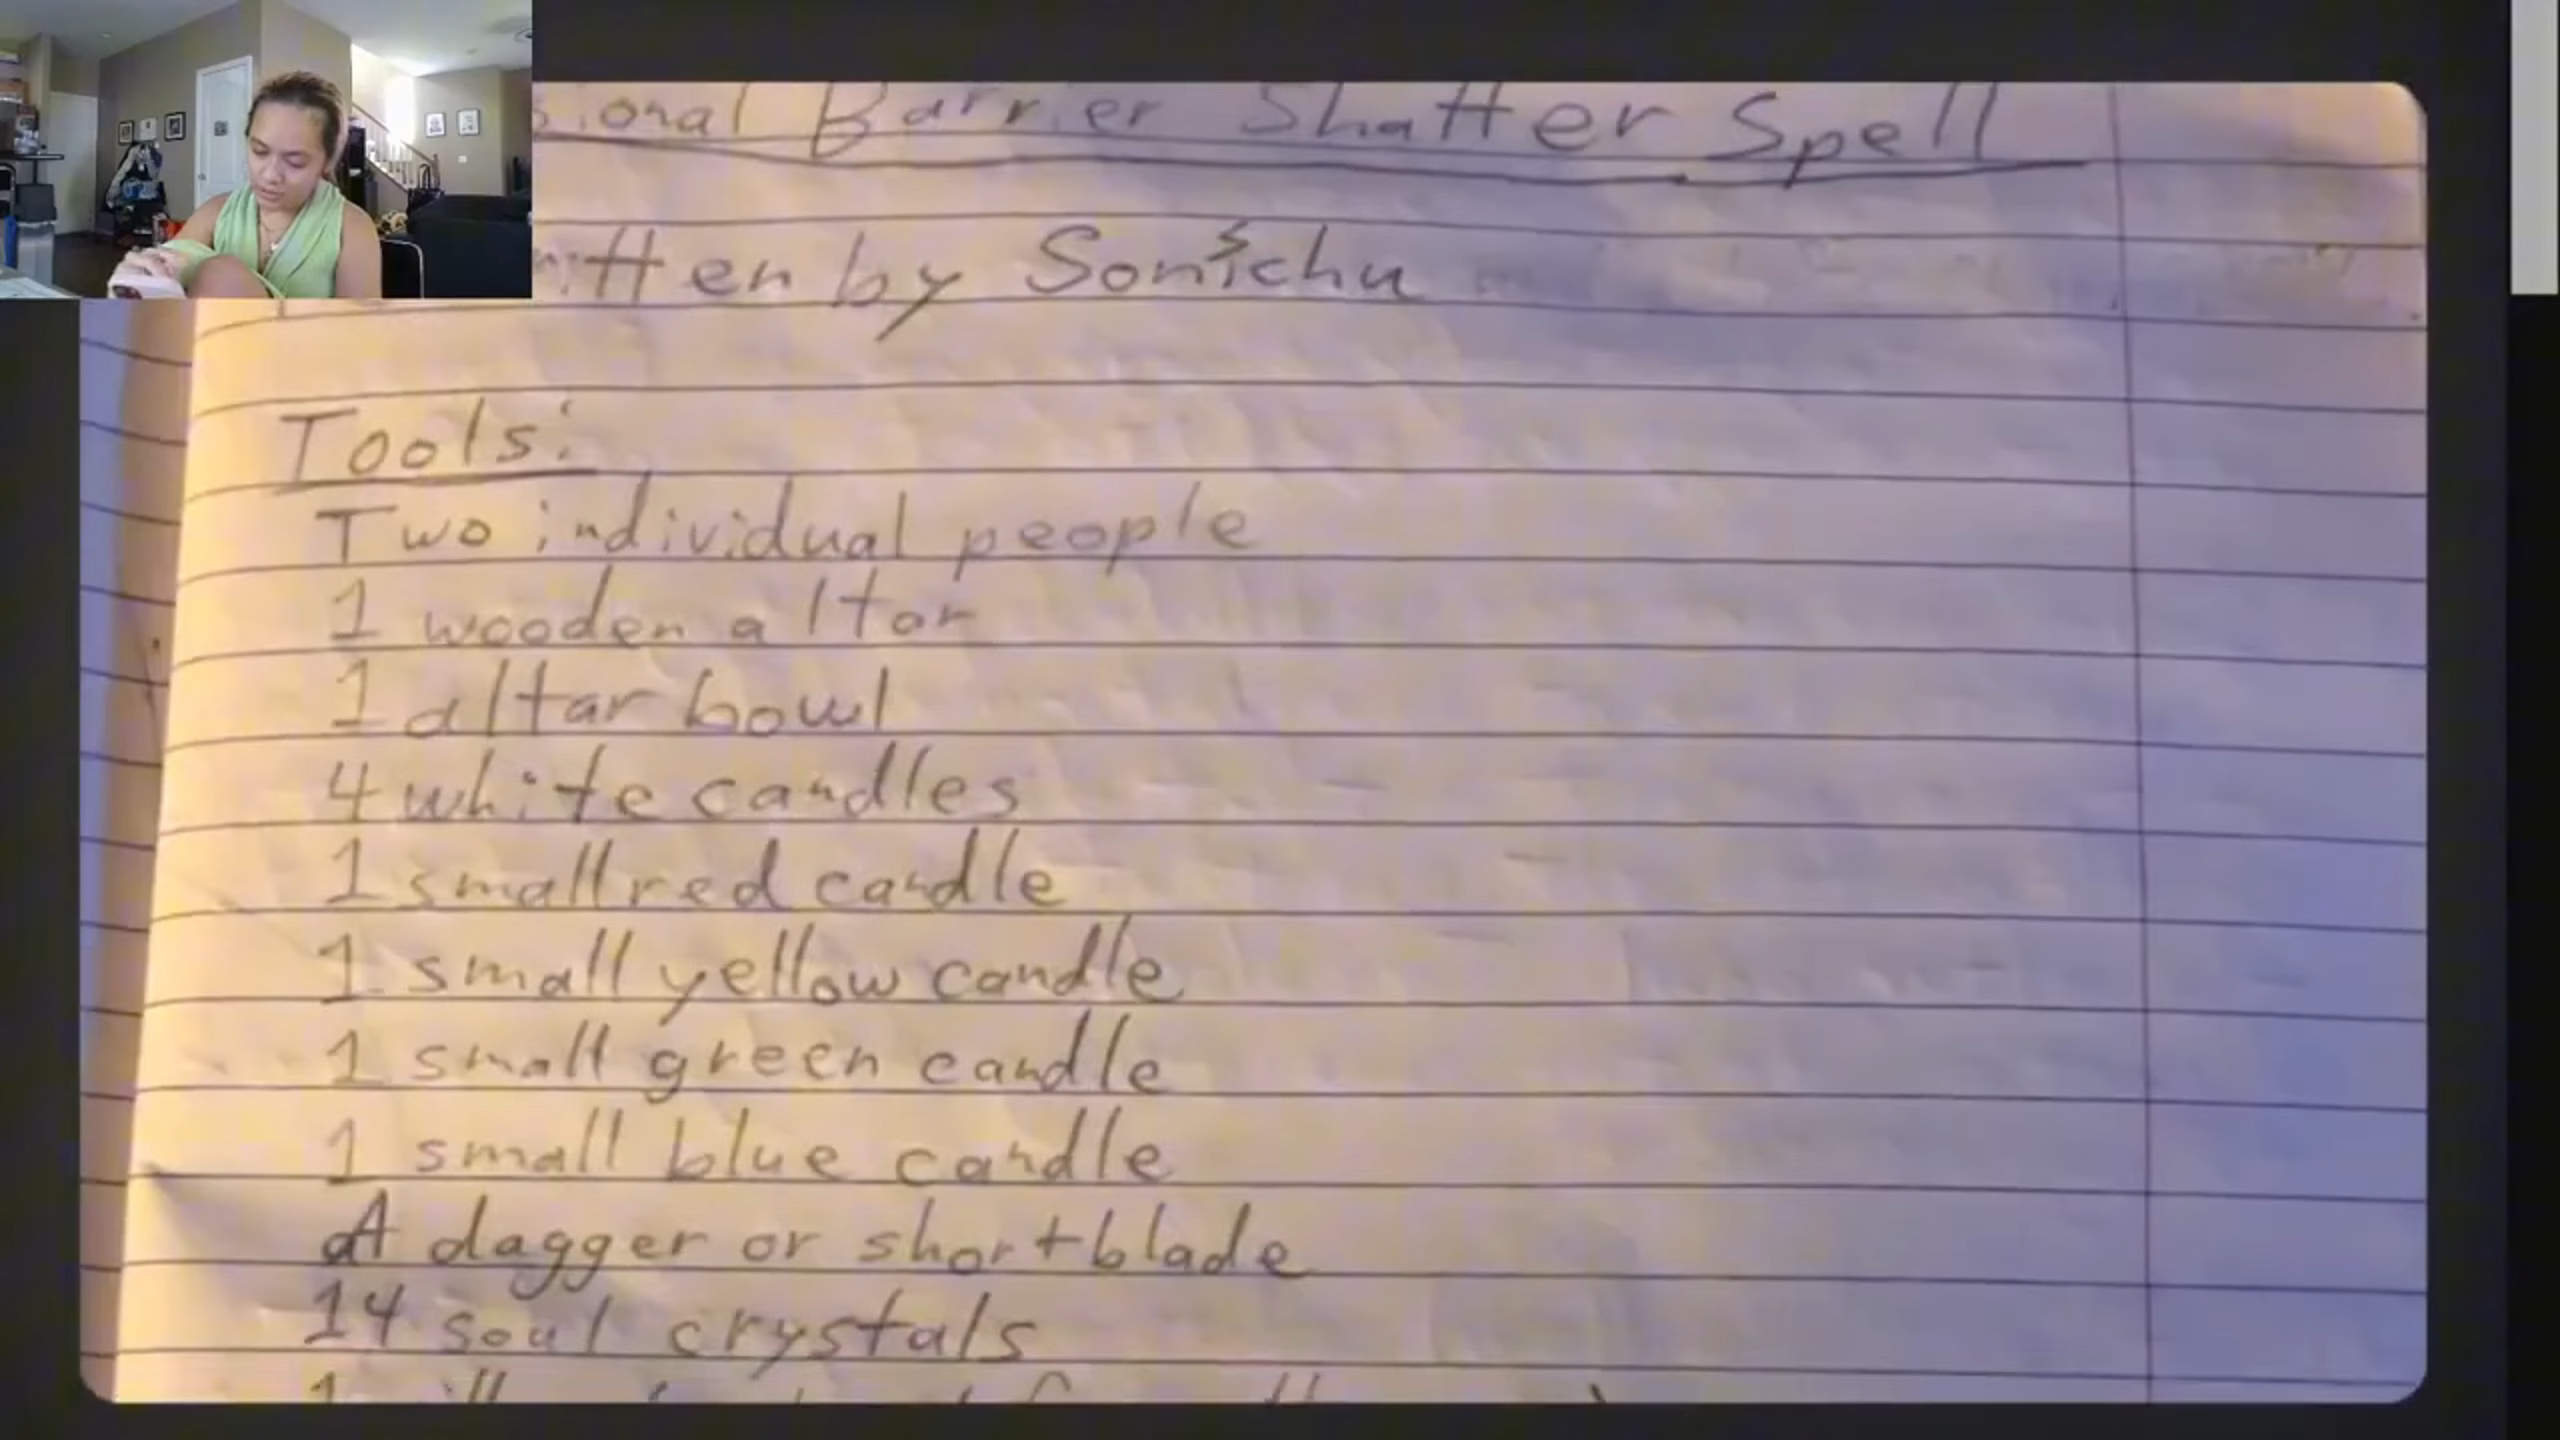 sional Barrier Shatter Spell
itten by Sonichu
Tools:
Two individual people
1 wooden altar
1 altar bowl
4 white candles
1 small red candle
1 small yellow candle
1 small green candle
1 small blue candle
A dagger or short blade
14 soul crystals